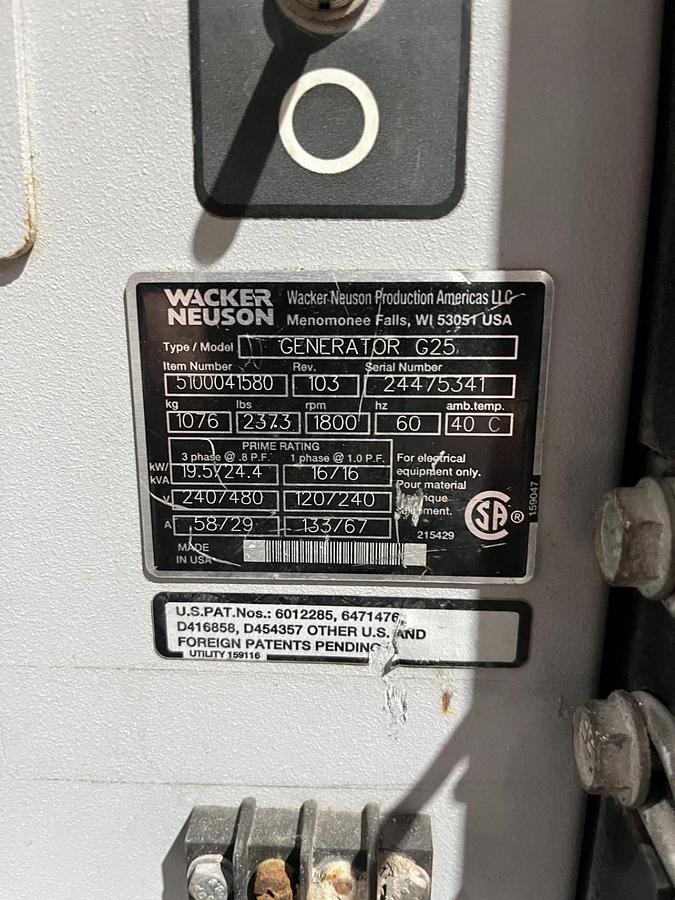 WACKER NEUSON
Wacker Neuson Production Americas LLC
Menomonee Falls, WI 53051 USA
Type / Model GENERATOR G25
Item Number Rev. Serial Number
5100041580 103 24475341
kg lbs rpm hz amb.temp.
1076 2373 1800 60 40 C
PRIME RATING
3 phase @ .8 P.F. 1 phase @ 1.0 P.F.
kW/kVA 19.5/24.4 16/16
V 240/480 120/240
A 58/29 133/67
For electrical
equipment only.
Pour material
ment.
215429
SA ®
159047
MADE
IN USA
U.S.PAT.Nos.: 6012285, 6471476,
D416858, D454357 OTHER U.S. AND
FOREIGN PATENTS PENDING
UTILITY 159116